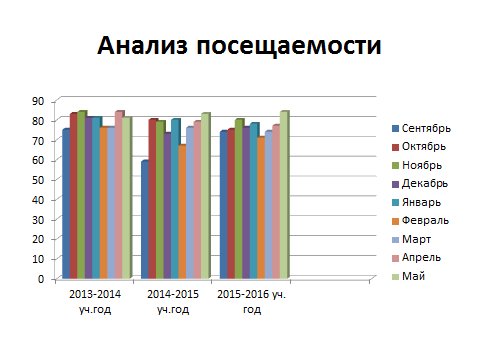 Анализ посещаемости
90
80
70
60
50
40
30
20
10
0
2013-2014
уч.год
2014-2015
уч.год
2015-2016 уч.
год
Сентябрь
Октябрь
Ноябрь
Декабрь
Январь
Февраль
Март
Апрель
Май